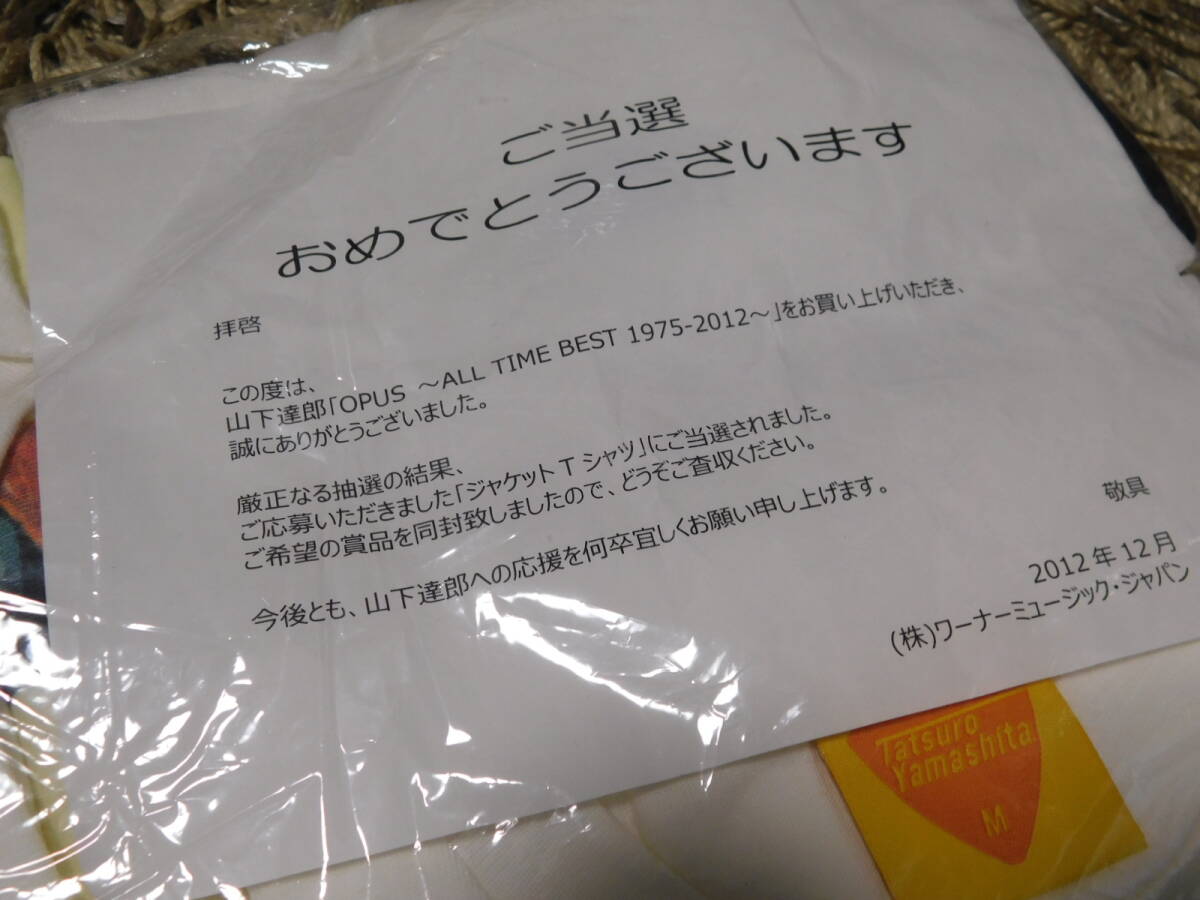 ご当選
おめでとうございます
拝啓
この度は、
山下達郎「OPUS ～ALL TIME BEST 1975-2012～」をお買い上げいただき、
誠にありがとうございました。
厳正なる抽選の結果、
ご応募いただきました「ジャケットTシャツ」にご当選されました。
ご希望の賞品を同封致しましたので、どうぞご査収ください。
今後とも、山下達郎への応援を何卒宜しくお願い申し上げます。
敬具
2012年12月
(株)ワーナーミュージック・ジャパン
Tatsuro
Yamashita
M